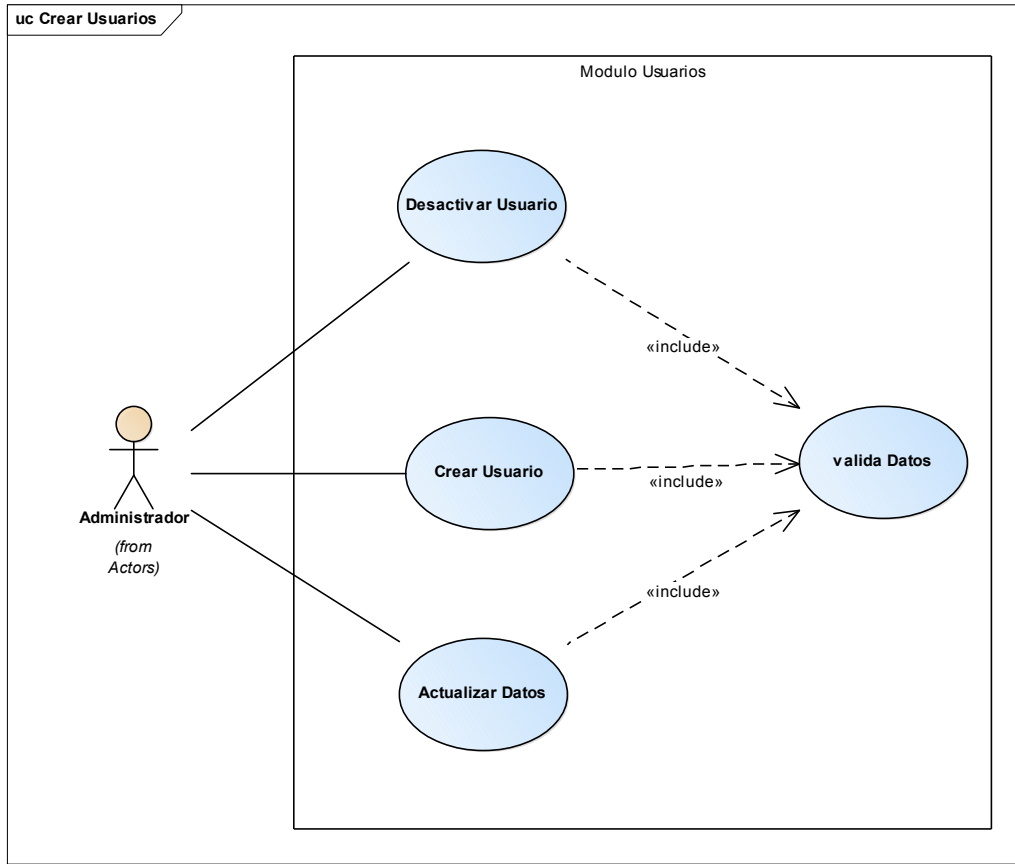 uc Crear Usuarios
Modulo Usuarios
Desactivar Usuario
«include»
Crear Usuario
valida Datos
«include»
Administrador
(from
Actors)
«include»
Actualizar Datos